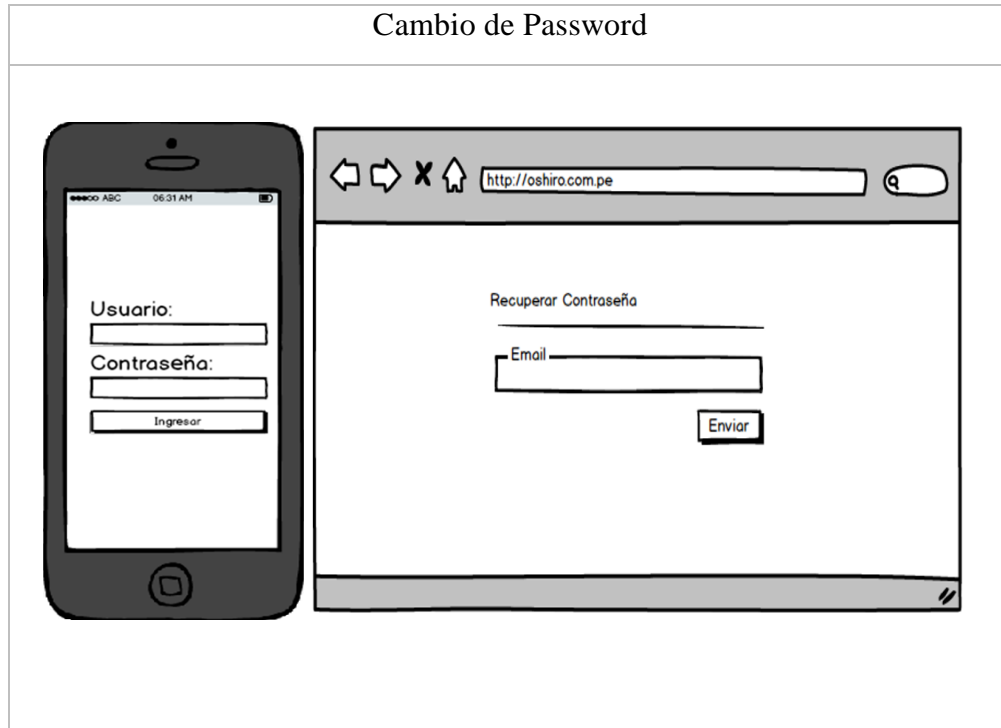 Cambio de Password
ABC 06:31 AM
Usuario:
Contraseña:
Ingresar
http://oshiro.com.pe
Recuperar Contraseña
Email
Enviar